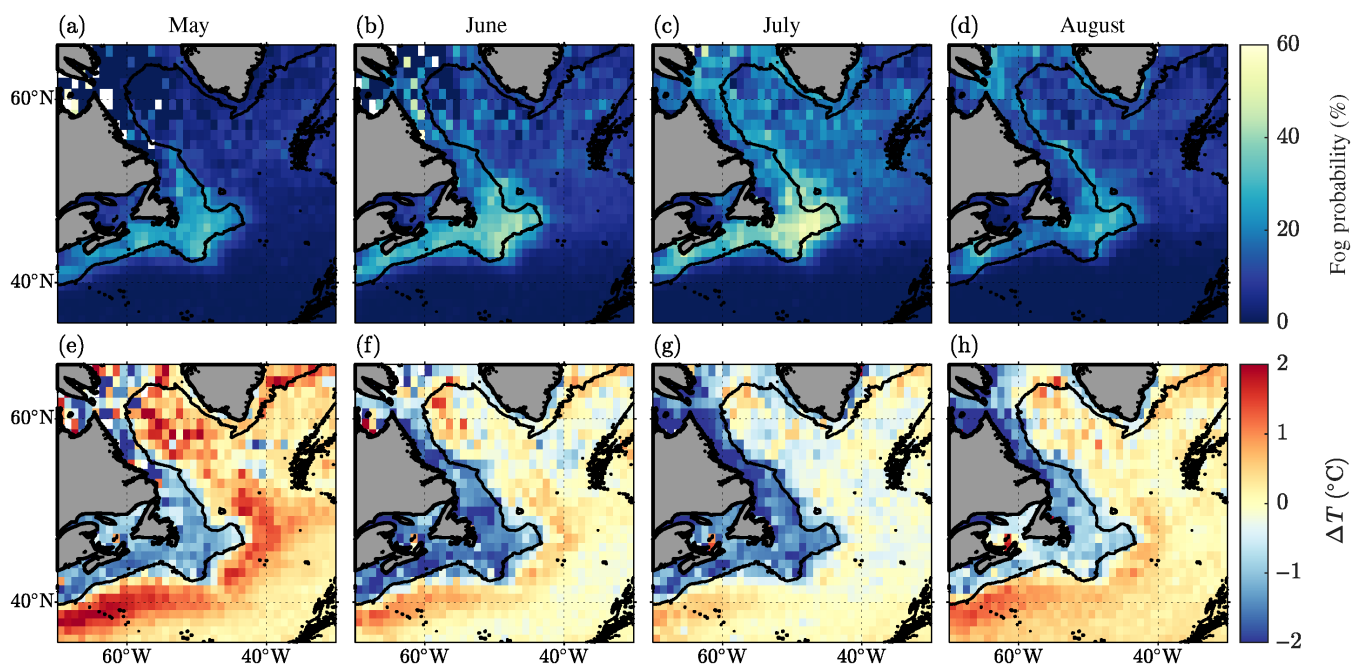 (a) May (b) June (c) July (d) August
60
60°N
40
Fog probability (%)
20
40°N
0
(e) (f) (g) (h)
2
60°N
1
0
ΔT (°C)
−1
40°N
−2
60°W 40°W 60°W 40°W 60°W 40°W 60°W 40°W